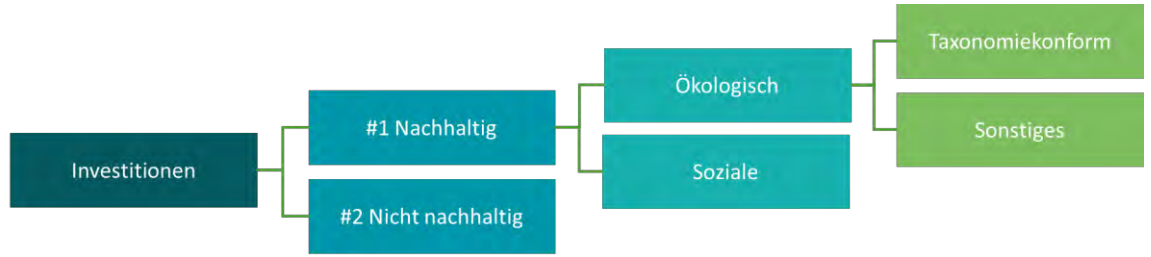 Investitionen
#1 Nachhaltig
#2 Nicht nachhaltig
Ökologisch
Soziale
Taxonomiekonform
Sonstiges